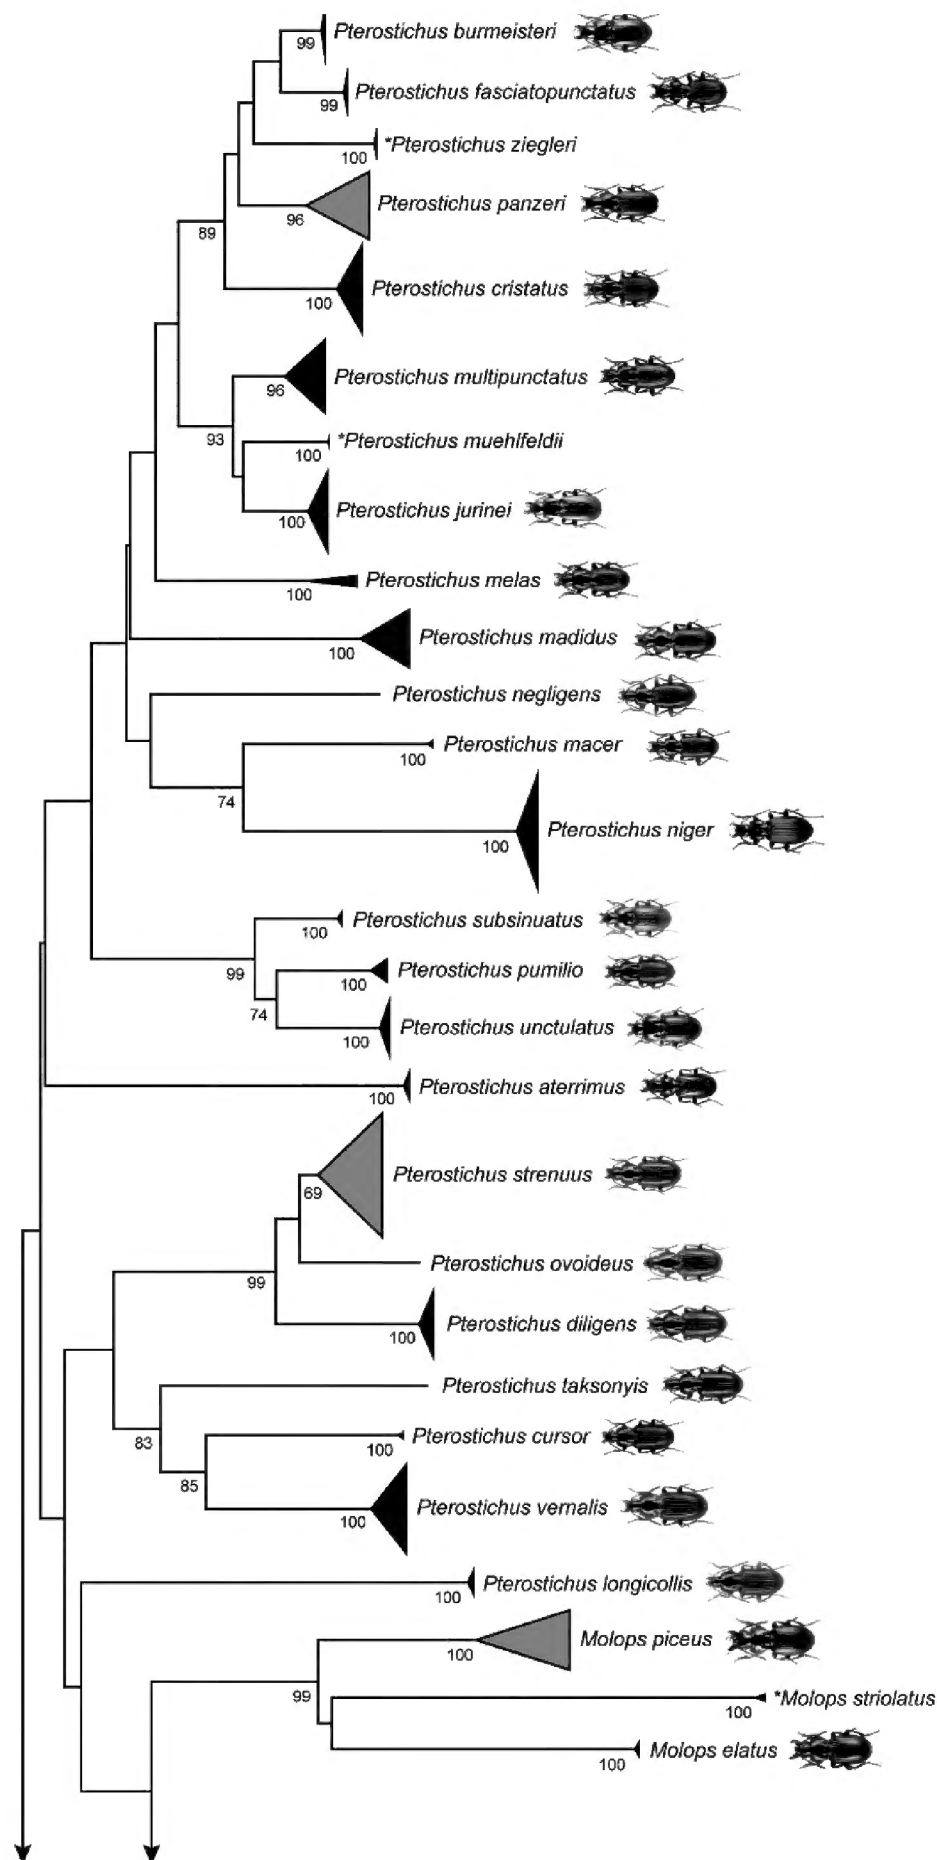 99 Pterostichus burmeisteri
99 Pterostichus fasciatopunctatus
100 *Pterostichus ziegleri
96 Pterostichus panzeri
89
100 Pterostichus cristatus
96 Pterostichus multipunctatus
93
100 *Pterostichus muehlfeldii
100 Pterostichus jurinei
100 Pterostichus melas
100 Pterostichus madidus
Pterostichus negligens
100 Pterostichus macer
74
100 Pterostichus niger
100 Pterostichus subsinuatus
99
100 Pterostichus pumilio
74
100 Pterostichus unctulatus
100 Pterostichus aterrimus
69 Pterostichus strenuus
Pterostichus ovoideus
99
100 Pterostichus diligens
Pterostichus taksonyis
83
100 Pterostichus cursor
85
100 Pterostichus vernalis
100 Pterostichus longicollis
100 Molops piceus
99
100 *Molops striolatus
100 Molops elatus